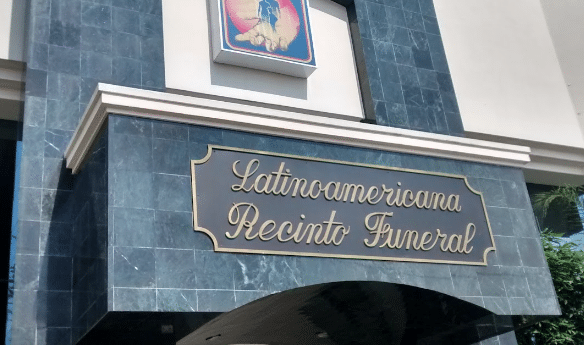 Latinoamericana
Recinto Funeral